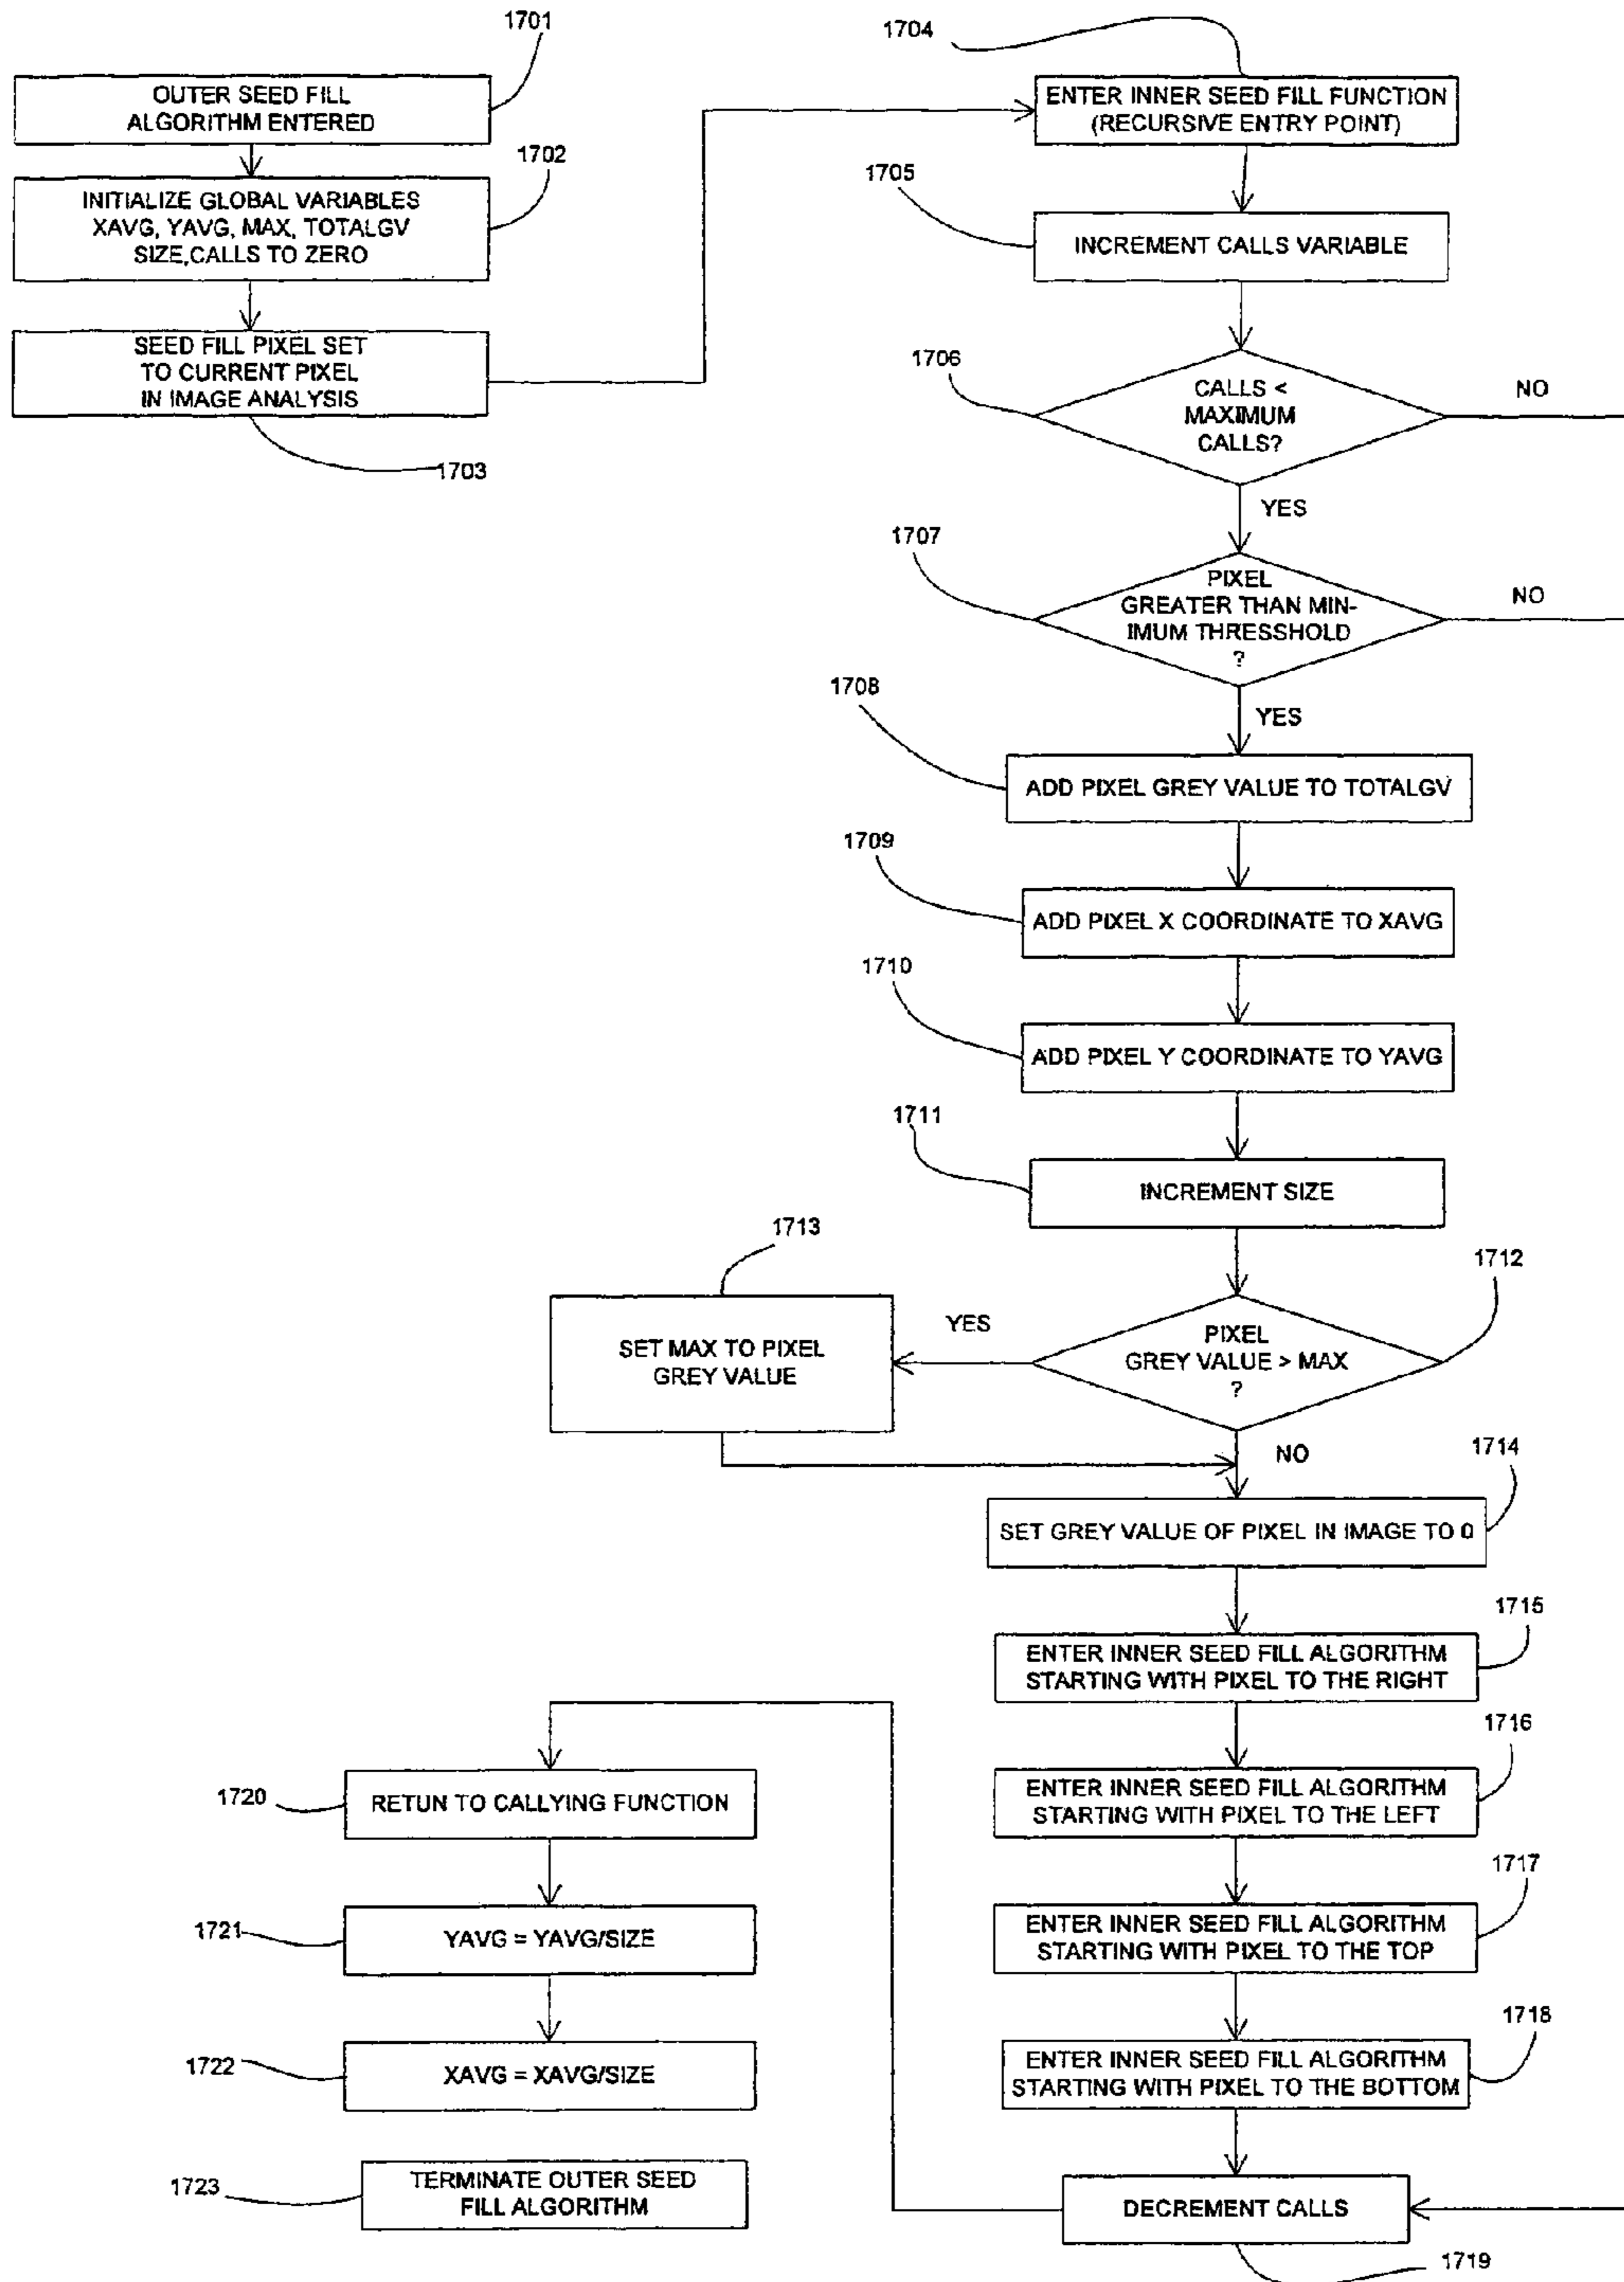 1701
OUTER SEED FILL
ALGORITHM ENTERED
1702
INITIALIZE GLOBAL VARIABLES
XAVG, YAVG, MAX, TOTALGV
SIZE,CALLS TO ZERO
SEED FILL PIXEL SET
TO CURRENT PIXEL
IN IMAGE ANALYSIS
1703
1704
ENTER INNER SEED FILL FUNCTION
(RECURSIVE ENTRY POINT)
1705
INCREMENT CALLS VARIABLE
1706
CALLS <
MAXIMUM
CALLS?
NO
YES
1707
PIXEL
GREATER THAN MIN-
IMUM THRESSHOLD
?
NO
YES
1708
ADD PIXEL GREY VALUE TO TOTALGV
1709
ADD PIXEL X COORDINATE TO XAVG
1710
ADD PIXEL Y COORDINATE TO YAVG
1711
INCREMENT SIZE
1712
PIXEL
GREY VALUE > MAX
?
YES
1713
SET MAX TO PIXEL
GREY VALUE
NO
1714
SET GREY VALUE OF PIXEL IN IMAGE TO 0
1715
ENTER INNER SEED FILL ALGORITHM
STARTING WITH PIXEL TO THE RIGHT
1716
ENTER INNER SEED FILL ALGORITHM
STARTING WITH PIXEL TO THE LEFT
1717
ENTER INNER SEED FILL ALGORITHM
STARTING WITH PIXEL TO THE TOP
1718
ENTER INNER SEED FILL ALGORITHM
STARTING WITH PIXEL TO THE BOTTOM
DECREMENT CALLS
1719
1720
RETUN TO CALLYING FUNCTION
1721
YAVG = YAVG/SIZE
1722
XAVG = XAVG/SIZE
1723
TERMINATE OUTER SEED
FILL ALGORITHM